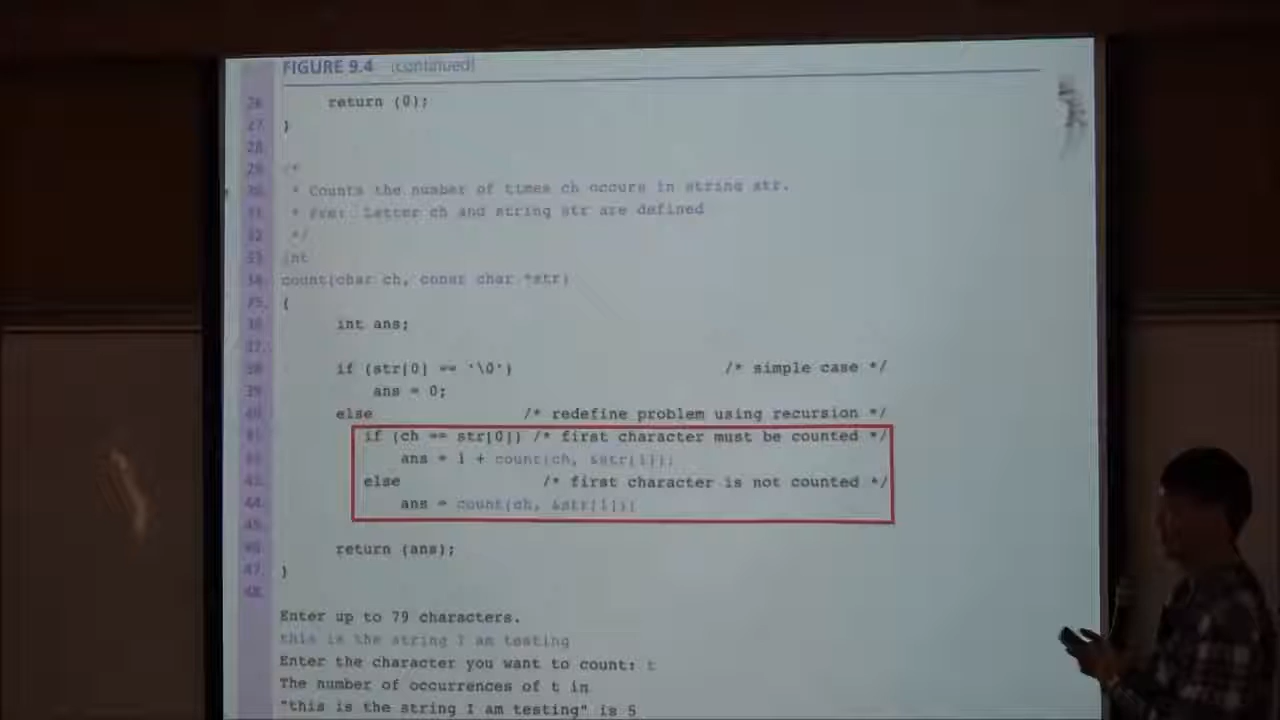 FIGURE 9.4 (continued)
26. return (0);
27. }
28.
29. /*
30. * Counts the number of times ch occurs in string str.
31. * Pre: Letter ch and string str are defined
32. */
33. int
34. count(char ch, const char *str)
35. {
36. int ans;
37.
38. if (str[0] == '\0') /* simple case */
39. ans = 0;
40. else /* redefine problem using recursion */
41. if (ch == str[0]) /* first character must be counted */
42. ans = 1 + count(ch, &str[1]);
43. else /* first character is not counted */
44. ans = count(ch, &str[1]);
45.
46. return (ans);
47. }
48.
Enter up to 79 characters.
this is the string I am testing
Enter the character you want to count: t
The number of occurrences of t in
"this is the string I am testing" is 5